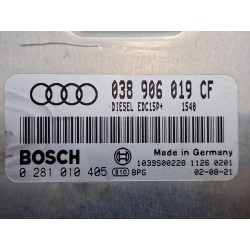 038 906 019 CF
DIESEL EDC15P+ 1540
BOSCH
Made in Germany
1039S00228 1126 0201
0 281 010 405 810 BPG 02-08-21